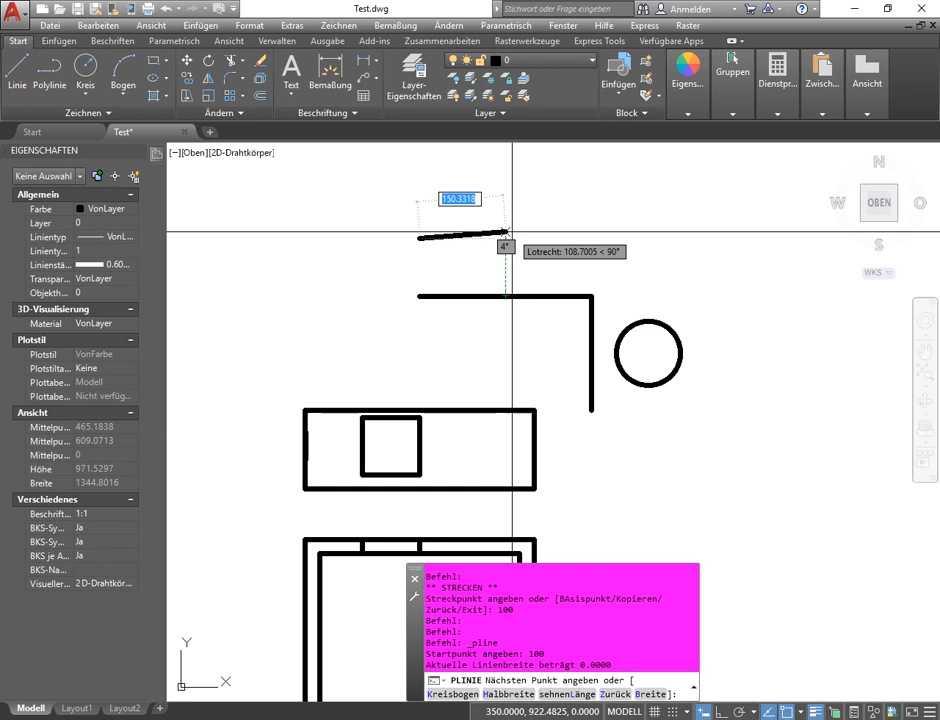 Test.dwg
Stichwort oder Frage eingeben
Anmelden
Datei Bearbeiten Ansicht Einfügen Format Extras Zeichnen Bemaßung Ändern Parametrisch Fenster Hilfe Express Raster
Start Einfügen Beschriften Parametrisch Ansicht Verwalten Ausgabe Add-ins Zusammenarbeiten Rasterwerkzeuge Express Tools Verfügbare Apps
0
Linie Polylinie Kreis Bogen Text Bemaßung Layer-
Eigenschaften
Einfügen Eigens... Gruppen Dienstpr... Zwisch... Ansicht
Zeichnen Ändern Beschriftung Layer Block
Start Test*
EIGENSCHAFTEN
[−][Oben][2D-Drahtkörper]
Keine Auswahl
Allgemein
Farbe VonLayer
Layer 0
Linientyp VonL...
Linienty... 1
Linienstä... 0.60...
Transpar... VonLayer
Objekth... 0
3D-Visualisierung
Material VonLayer
Plotstil
Plotstil VonFarbe
Plotstilta... Keine
Plottabe... Modell
Plottabe... Nicht verfüg...
Ansicht
Mittelpu... 465.1838
Mittelpu... 609.0713
Mittelpu... 0
Höhe 971.5297
Breite 1344.8016
Verschiedenes
Beschrift... 1:1
BKS-Sy... Ja
BKS-Sy... Ja
BKS je A... Ja
BKS-Na...
Visueller... 2D-Drahtkör...
150.3318
4°
Lotrecht: 108.7005 < 90°
N
W OBEN O
S
WKS
Y
X
Befehl:
** STRECKEN **
Streckpunkt angeben oder [BAsispunkt/Kopieren/
Zurück/Exit]: 100
Befehl:
Befehl:
Befehl: _pline
Startpunkt angeben: 100
Aktuelle Linienbreite beträgt 0.0000
PLINIE Nächsten Punkt angeben oder [
Kreisbogen Halbbreite sehnenLänge Zurück Breite]:
Modell Layout1 Layout2 +
350.0000, 922.4825, 0.0000 MODELL
1:1